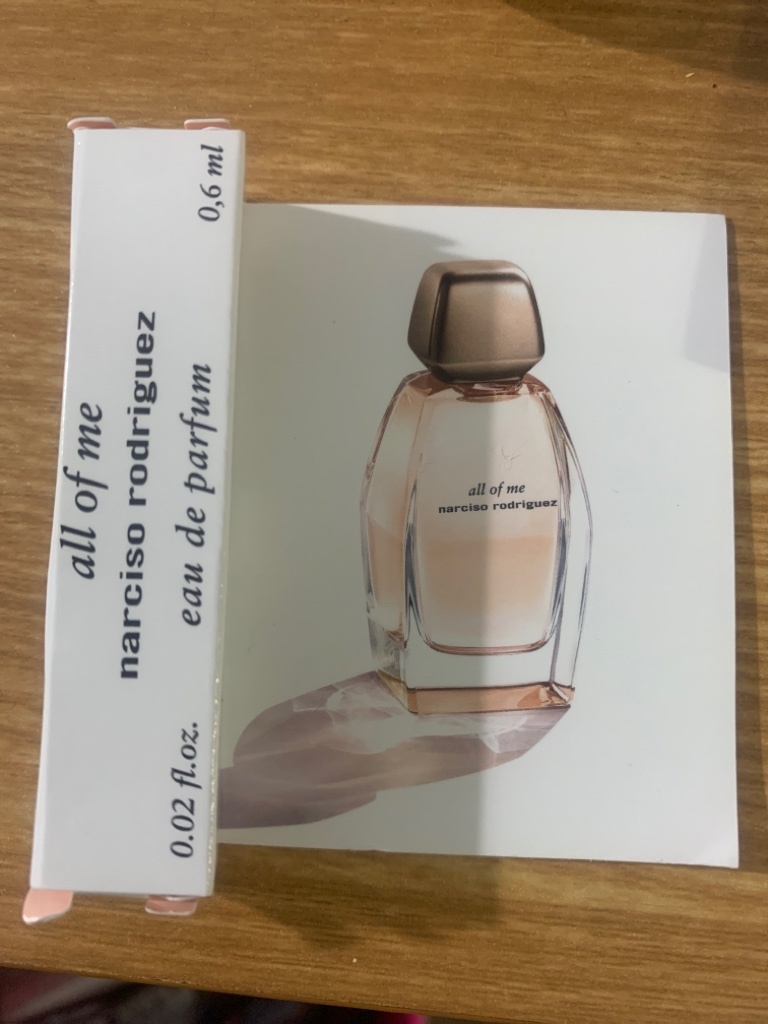 all of me
narciso rodriguez
eau de parfum
0.02 fl.oz.
0,6 ml
all of me
narciso rodriguez